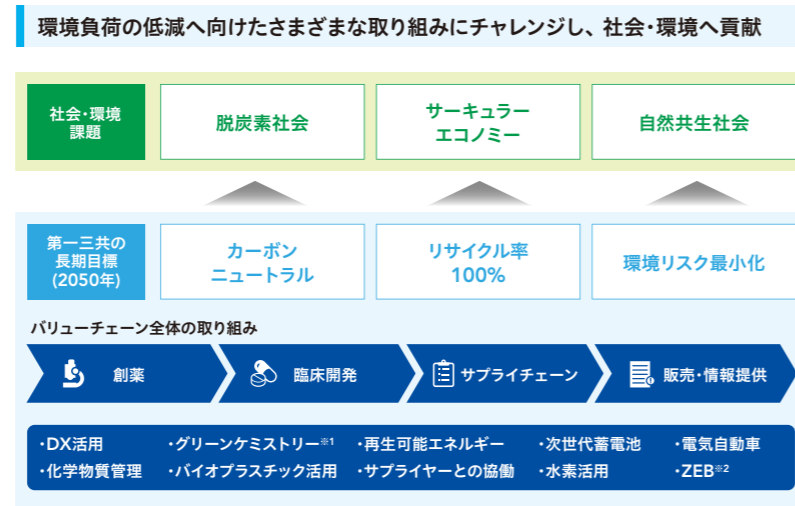 環境負荷の低減へ向けたさまざまな取り組みにチャレンジし、社会・環境へ貢献
社会・環境
課題
脱炭素社会
サーキュラー
エコノミー
自然共生社会
第一三共の
長期目標
(2050年)
カーボン
ニュートラル
リサイクル率
100%
環境リスク最小化
バリューチェーン全体の取り組み
創薬
臨床開発
サプライチェーン
販売・情報提供
・DX活用 ・グリーンケミストリー※1 ・再生可能エネルギー ・次世代蓄電池 ・電気自動車
・化学物質管理 ・バイオプラスチック活用 ・サプライヤーとの協働 ・水素活用 ・ZEB※2